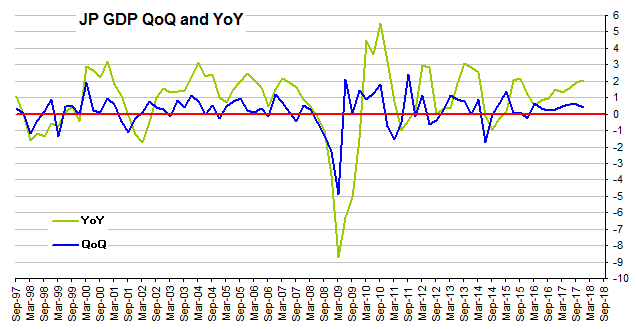 JP GDP QoQ and YoY
6
5
4
3
2
1
0
-1
-2
-3
-4
-5
-6
-7
-8
-9
-10
YoY
QoQ
Sep-97
Mar-98
Sep-98
Mar-99
Sep-99
Mar-00
Sep-00
Mar-01
Sep-01
Mar-02
Sep-02
Mar-03
Sep-03
Mar-04
Sep-04
Mar-05
Sep-05
Mar-06
Sep-06
Mar-07
Sep-07
Mar-08
Sep-08
Mar-09
Sep-09
Mar-10
Sep-10
Mar-11
Sep-11
Mar-12
Sep-12
Mar-13
Sep-13
Mar-14
Sep-14
Mar-15
Sep-15
Mar-16
Sep-16
Mar-17
Sep-17
Mar-18
Sep-18